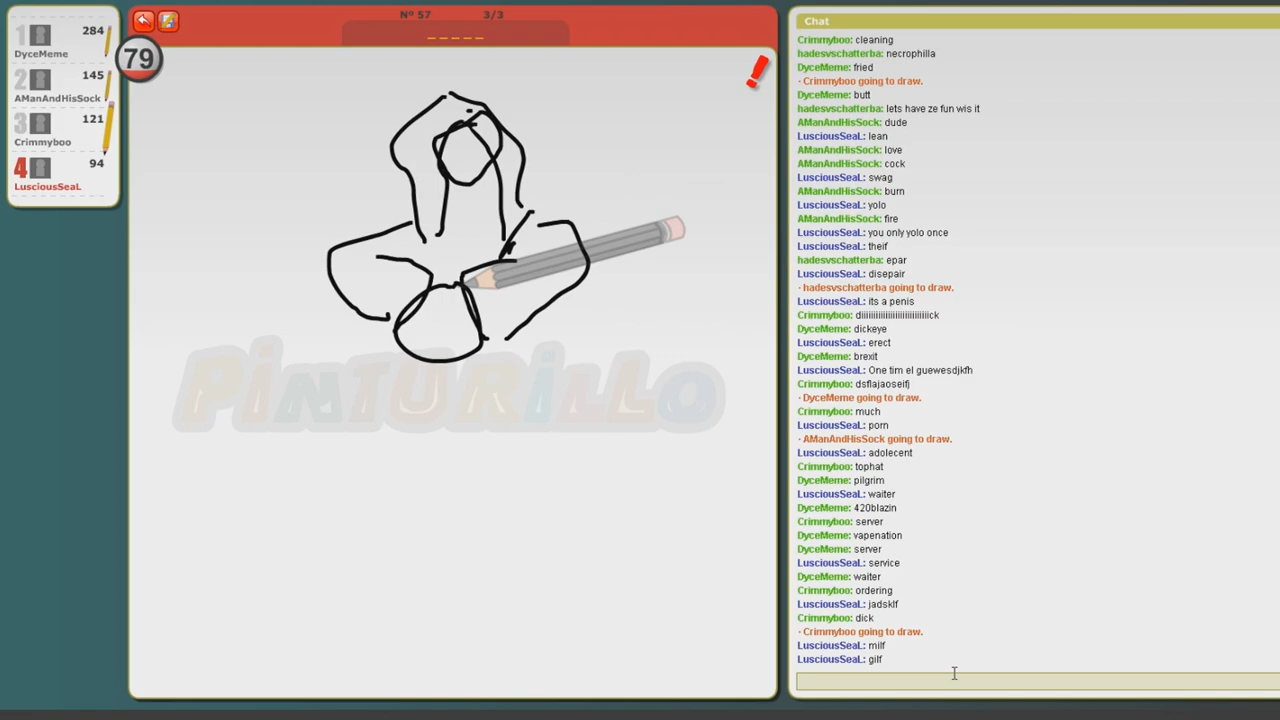 1 284
DyceMeme
2 145
AManAndHisSock
3 121
Crimmyboo
4 94
LusciousSeaL
79
Nº 57 3/3
_ _ _ _ _
PINTURILLO
Chat
Crimmyboo: cleaning
hadesvschatterba: necrophilla
DyceMeme: fried
· Crimmyboo going to draw.
DyceMeme: butt
hadesvschatterba: lets have ze fun wis it
AManAndHisSock: dude
LusciousSeaL: lean
AManAndHisSock: love
AManAndHisSock: cock
LusciousSeaL: swag
AManAndHisSock: burn
LusciousSeaL: yolo
AManAndHisSock: fire
LusciousSeaL: you only yolo once
LusciousSeaL: theif
hadesvschatterba: epar
LusciousSeaL: disepair
· hadesvschatterba going to draw.
LusciousSeaL: its a penis
Crimmyboo: diiiiiiiiiiiiiiiiiiiiiiiiiiiick
DyceMeme: dickeye
LusciousSeaL: erect
DyceMeme: brexit
LusciousSeaL: One tim el guewesdjkfh
Crimmyboo: dsflajaoseifj
· DyceMeme going to draw.
Crimmyboo: much
LusciousSeaL: porn
· AManAndHisSock going to draw.
LusciousSeaL: adolecent
Crimmyboo: tophat
DyceMeme: pilgrim
LusciousSeaL: waiter
DyceMeme: 420blazin
Crimmyboo: server
DyceMeme: vapenation
DyceMeme: server
LusciousSeaL: service
DyceMeme: waiter
Crimmyboo: ordering
LusciousSeaL: jadsklf
Crimmyboo: dick
· Crimmyboo going to draw.
LusciousSeaL: milf
LusciousSeaL: gilf